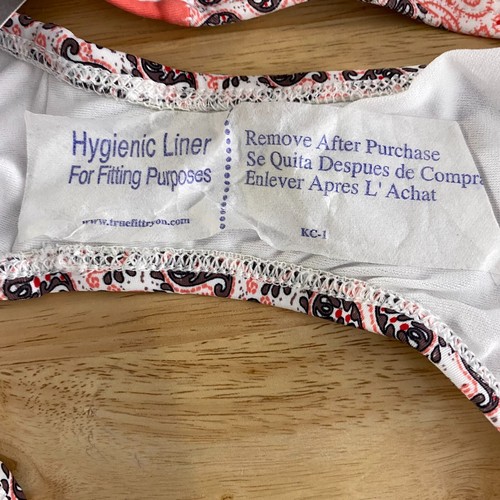 Hygienic Liner
For Fitting Purposes
www.truefittryon.com
Remove After Purchase
Se Quita Despues de Compra
Enlever Apres L' Achat
KC-1